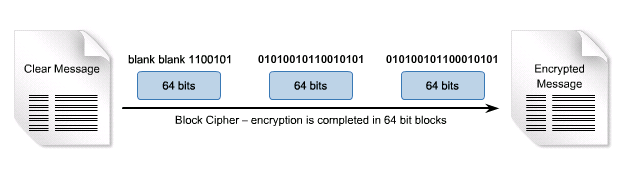 Clear Message
blank blank 1100101
01010010110010101
010100101100010101
64 bits
64 bits
64 bits
Block Cipher – encryption is completed in 64 bit blocks
Encrypted
Message